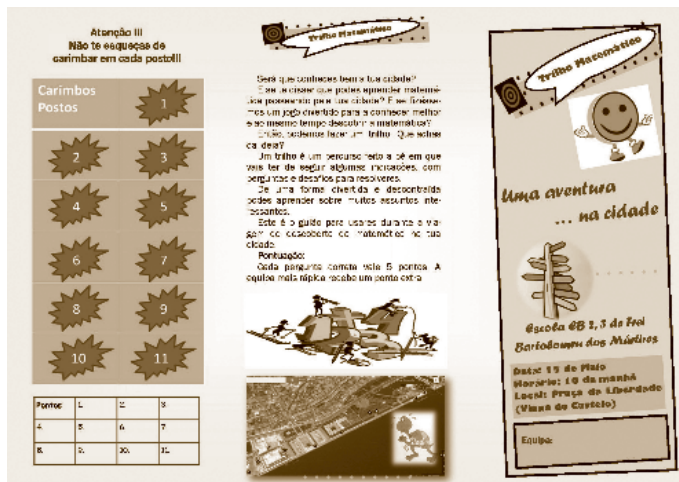 Atenção !!!
Não te esqueças de
carimbar em cada posto!!!
Carimbos
Postos
1
2
3
4
5
6
7
8
9
10
11
Pontos
1.
2.
3.
4.
5.
6.
7.
8.
9.
10.
11.
Trilho Matemático
Será que conheces bem a tua cidade?
E se te disser que podes aprender matemá-
tica passeando pela tua cidade? E se fizésse-
mos um jogo divertido para a conhecer melhor
e ao mesmo tempo descobrir a matemática?
Então, podemos fazer um trilho! Que achas
da ideia?
Um trilho é um percurso feito a pé em que
vais ter de seguir algumas indicações, com
perguntas e desafios para resolveres.
De uma forma divertida e descontraída
podes aprender sobre muitos assuntos inte-
ressantes.
Este é o guião para usares durante a via-
gem de descoberta da matemática na tua
cidade.
Pontuação:
Cada pergunta correta vale 5 pontos. A
equipa mais rápida recebe um ponto extra
Trilho Matemático
Uma aventura
... na cidade
Escola EB 2, 3 de Frei
Bartolomeu dos Mártires
Data: 15 de Maio
Horário: 10 da manhã
Local: Praça da Liberdade
(Viana do Castelo)
Equipa: